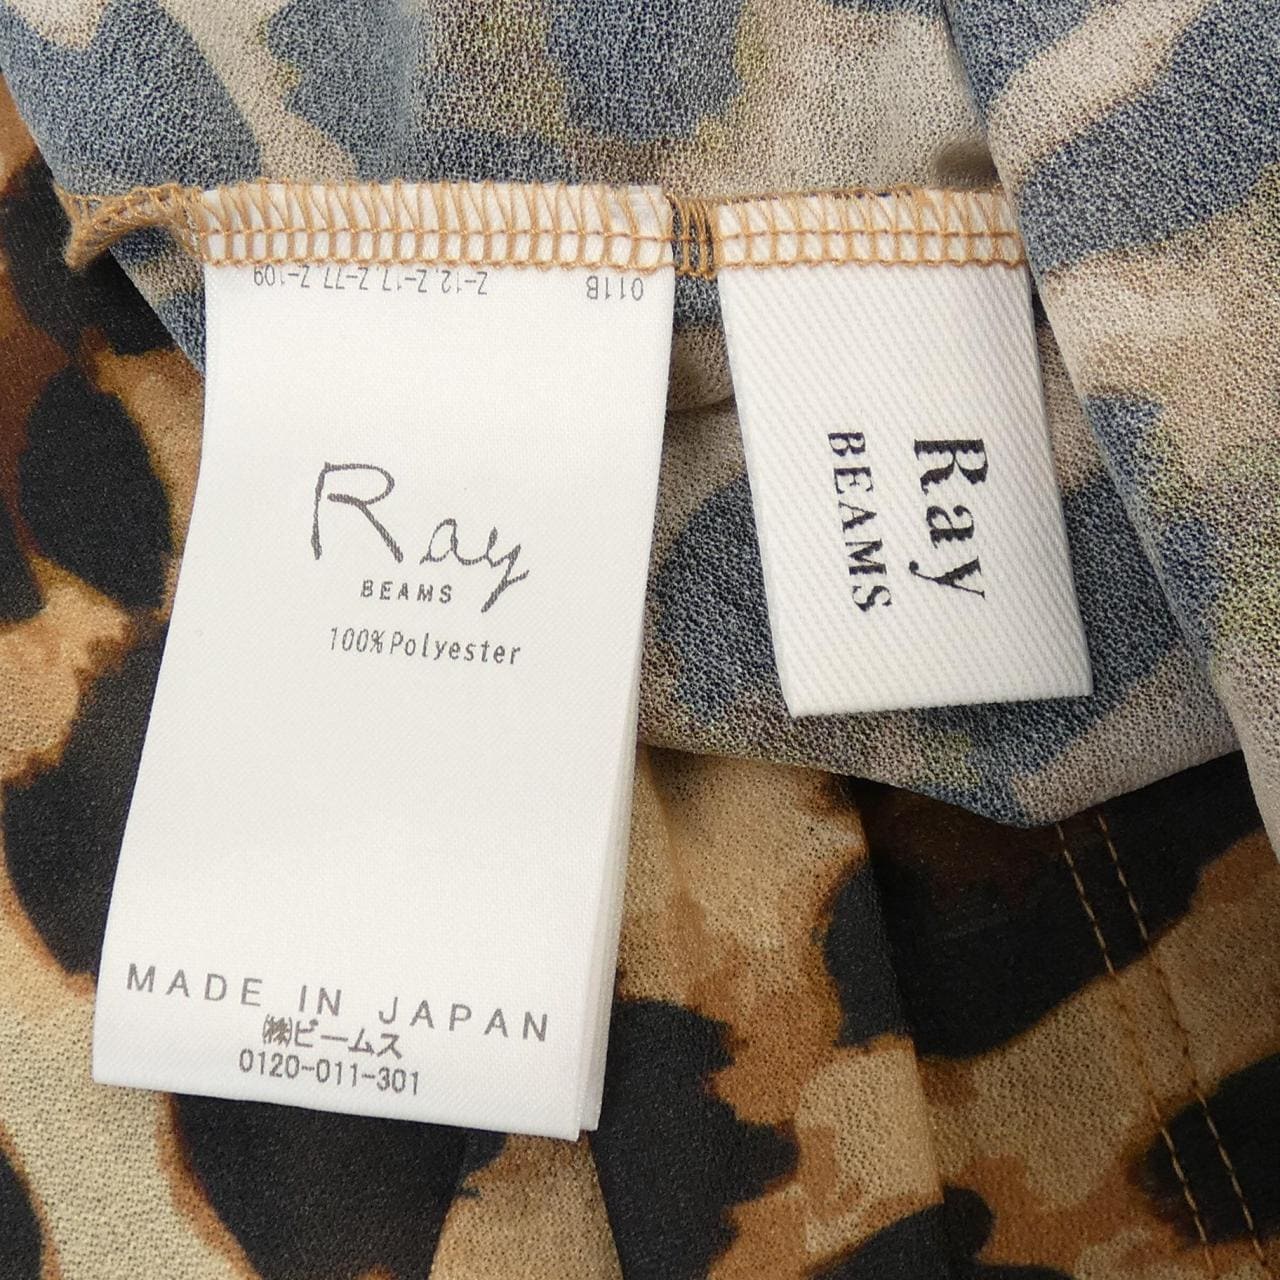 011B Z-12,Z-17,Z-77,Z-109
Ray
BEAMS
100%Polyester
MADE IN JAPAN
㈱ビームス
0120-011-301
Ray
BEAMS